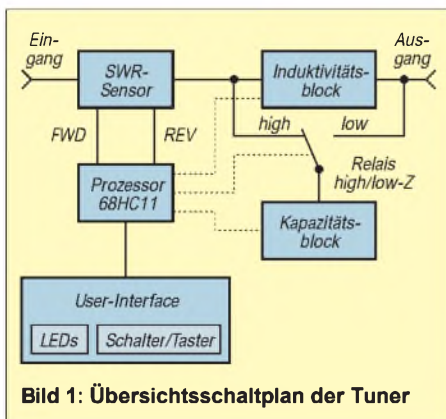 Ein-
gang
SWR-
Sensor
Induktivitäts-
block
Aus-
gang
high
low
FWD
REV
Relais
high/low-Z
Prozessor
68HC11
Kapazitäts-
block
User-Interface
LEDs
Schalter/Taster
Bild 1: Übersichtsschaltplan der Tuner